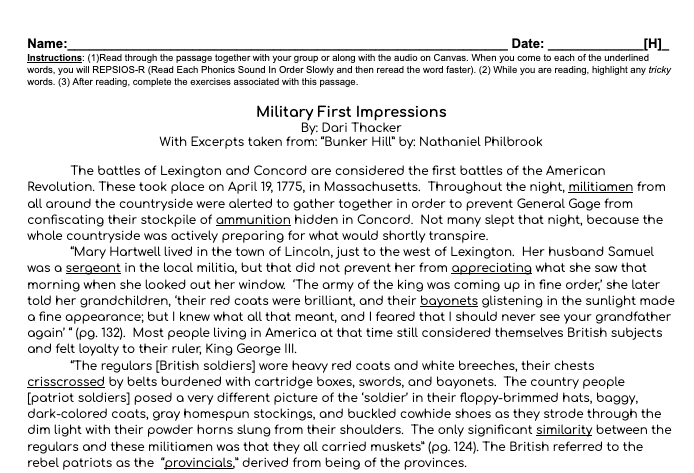 Name:________________________________________________ Date: ______________[H]_
Instructions: (1)Read through the passage together with your group or along with the audio on Canvas. When you come to each of the underlined
words, you will REPSIOS-R (Read Each Phonics Sound In Order Slowly and then reread the word faster). (2) While you are reading, highlight any tricky
words. (3) After reading, complete the exercises associated with this passage.
Military First Impressions
By: Dari Thacker
With Excerpts taken from: “Bunker Hill” by: Nathaniel Philbrook
The battles of Lexington and Concord are considered the first battles of the American
Revolution. These took place on April 19, 1775, in Massachusetts. Throughout the night, militiamen from
all around the countryside were alerted to gather together in order to prevent General Gage from
confiscating their stockpile of ammunition hidden in Concord. Not many slept that night, because the
whole countryside was actively preparing for what would shortly transpire.
“Mary Hartwell lived in the town of Lincoln, just to the west of Lexington. Her husband Samuel
was a sergeant in the local militia, but that did not prevent her from appreciating what she saw that
morning when she looked out her window. ‘The army of the king was coming up in fine order,’ she later
told her grandchildren, ‘their red coats were brilliant, and their bayonets glistening in the sunlight made
a fine appearance; but I knew what all that meant, and I feared that I should never see your grandfather
again’ “ (pg. 132). Most people living in America at that time still considered themselves British subjects
and felt loyalty to their ruler, King George III.
“The regulars [British soldiers] wore heavy red coats and white breeches, their chests
crisscrossed by belts burdened with cartridge boxes, swords, and bayonets. The country people
[patriot soldiers] posed a very different picture of the ‘soldier’ in their floppy-brimmed hats, baggy,
dark-colored coats, gray homespun stockings, and buckled cowhide shoes as they strode through the
dim light with their powder horns slung from their shoulders. The only significant similarity between the
regulars and these militiamen was that they all carried muskets” (pg. 124). The British referred to the
rebel patriots as the “provincials,” derived from being of the provinces.